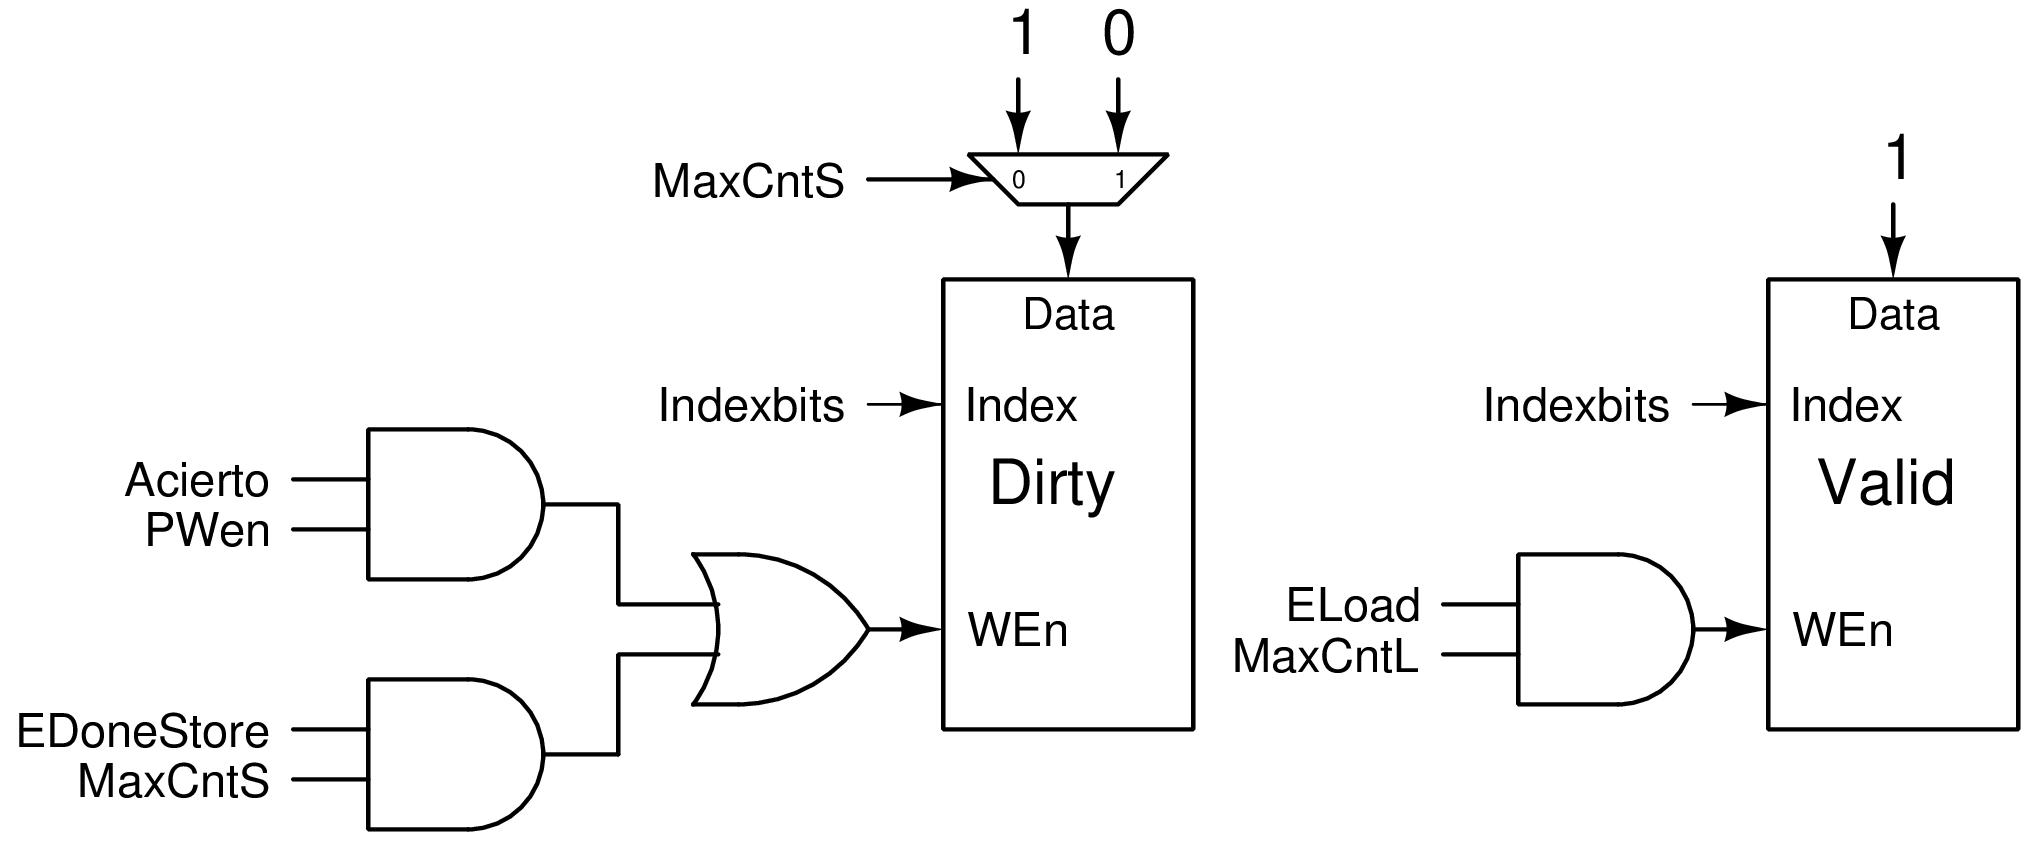 1 0
1
MaxCntS
0 1
Data
Data
Indexbits
Index
Indexbits
Index
Acierto
Dirty
Valid
PWen
ELoad
WEn
WEn
MaxCntL
EDoneStore
MaxCntS